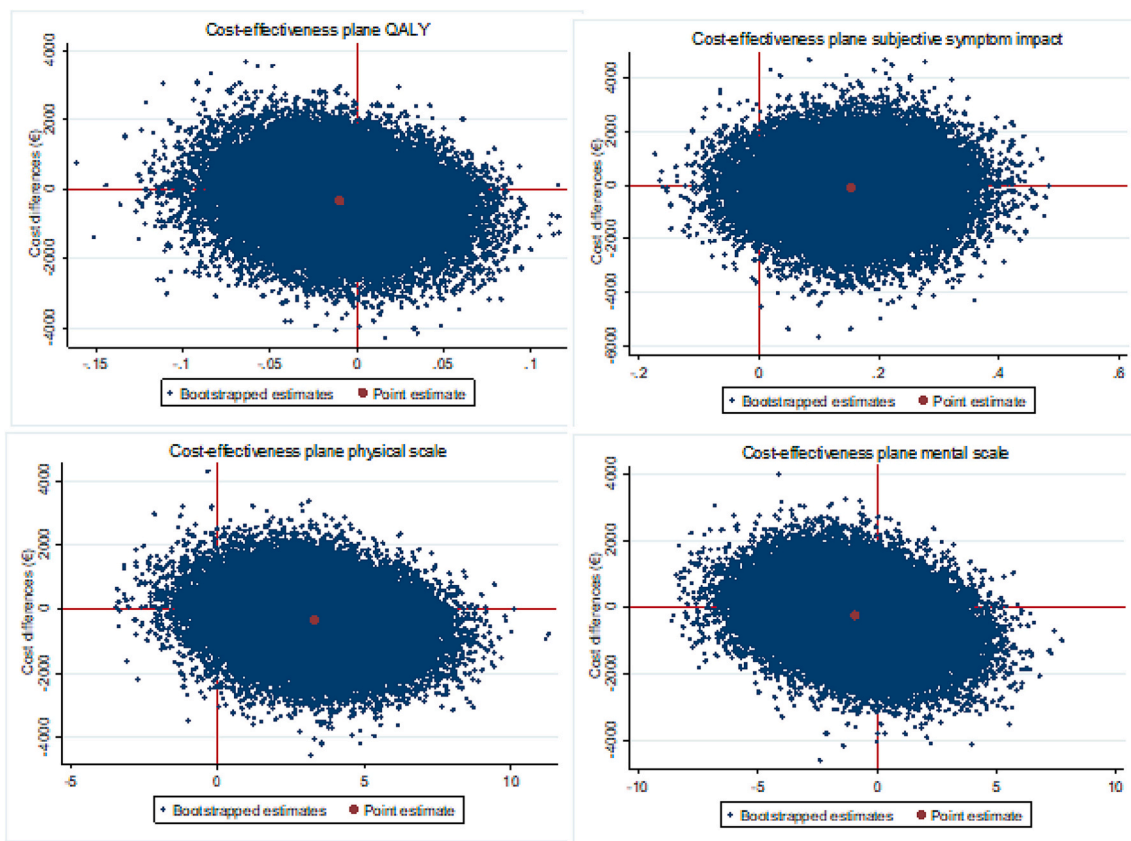 Cost-effectiveness plane QALY
Cost differences (€)
4000
2000
0
-2000
-4000
-.15
-.1
-.05
0
.05
.1
Bootstrapped estimates
Point estimate
Cost-effectiveness plane subjective symptom impact
Cost differences (€)
4000
2000
0
-2000
-4000
-6000
-.2
0
.2
.4
.6
Bootstrapped estimates
Point estimate
Cost-effectiveness plane physical scale
Cost differences (€)
4000
2000
0
-2000
-4000
-5
0
5
10
Bootstrapped estimates
Point estimate
Cost-effectiveness plane mental scale
Cost differences (€)
4000
2000
0
-2000
-4000
-10
-5
0
5
10
Bootstrapped estimates
Point estimate